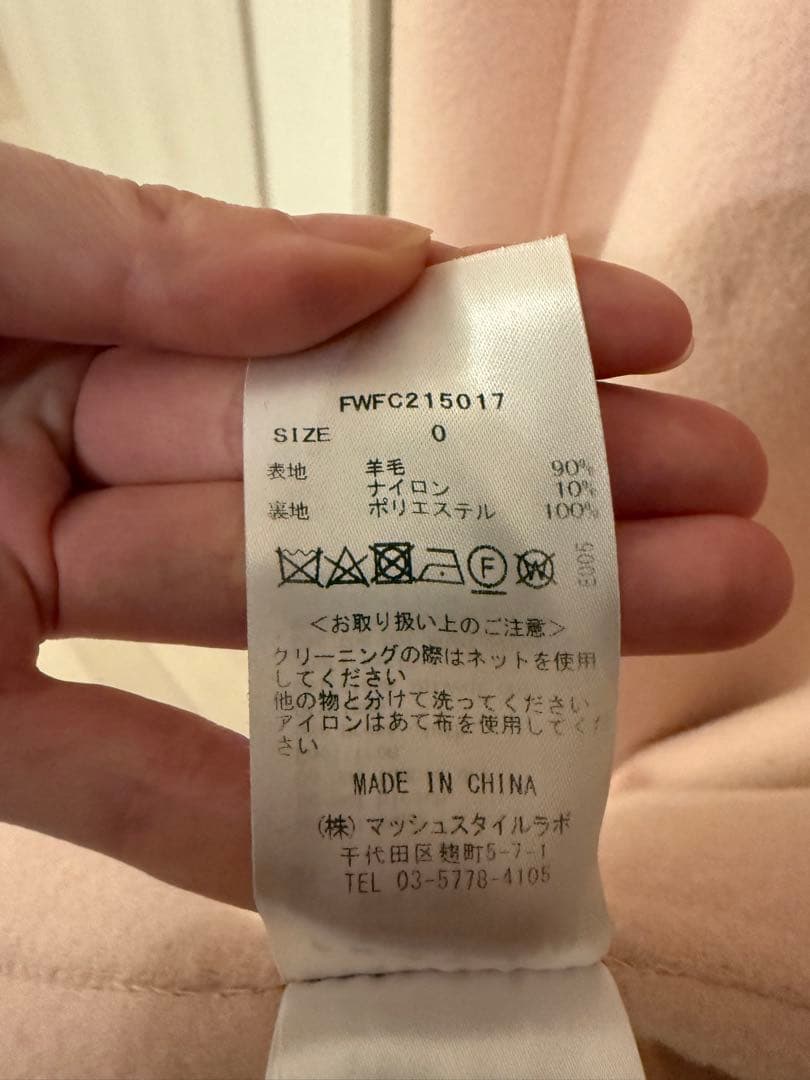 FWFC215017
SIZE 0
表地 羊毛 90%
ナイロン 10%
裏地 ポリエステル 100%
F W
E005
<お取り扱い上のご注意>
クリーニングの際はネットを使用
してください
他の物と分けて洗ってください
アイロンはあて布を使用してくだ
さい
MADE IN CHINA
(株)マッシュスタイルラボ
千代田区麹町5-7-1
TEL 03-5778-4105